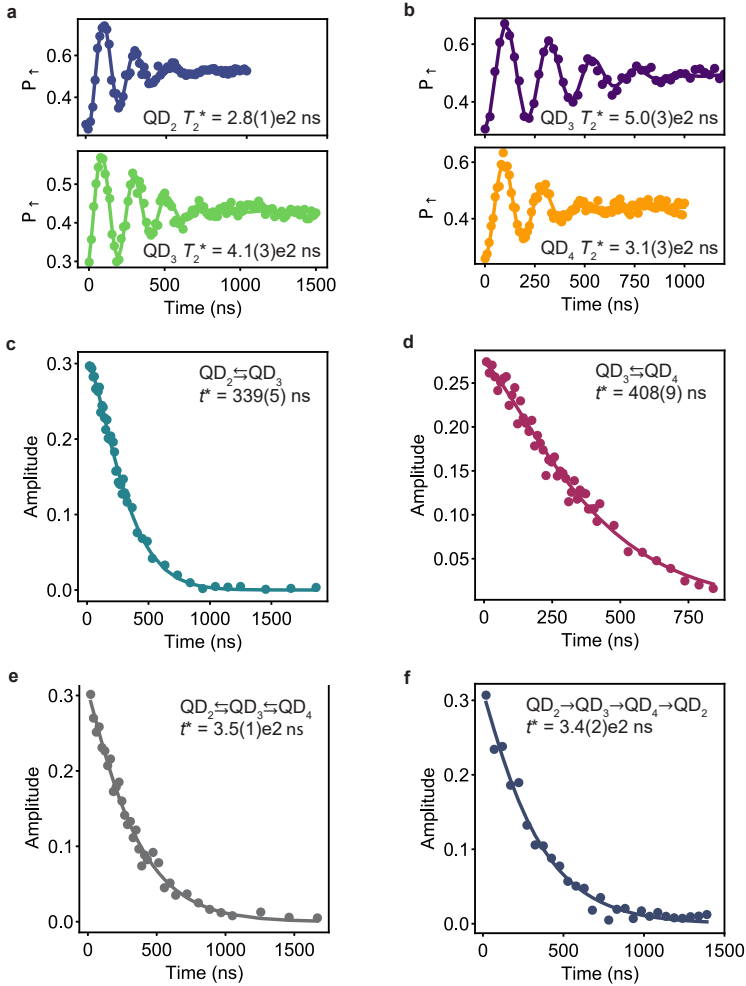 a
0.6
0.4
P↑
QD2 T2* = 2.8(1)e2 ns
0.5
0.4
0.3
P↑
QD3 T2* = 4.1(3)e2 ns
0 500 1000 1500
Time (ns)
b
0.6
0.4
P↑
QD3 T2* = 5.0(3)e2 ns
0.6
0.4
P↑
QD4 T2* = 3.1(3)e2 ns
0 250 500 750 1000
Time (ns)
c
QD2⇆QD3
t* = 339(5) ns
0.3
0.2
0.1
0.0
Amplitude
0 500 1000 1500
Time (ns)
d
QD3⇆QD4
t* = 408(9) ns
0.25
0.20
0.15
0.10
0.05
Amplitude
0 250 500 750
Time (ns)
e
QD2⇆QD3⇆QD4
t* = 3.5(1)e2 ns
0.3
0.2
0.1
0.0
Amplitude
0 500 1000 1500
Time (ns)
f
QD2→QD3→QD4→QD2
t* = 3.4(2)e2 ns
0.3
0.2
0.1
0.0
Amplitude
0 500 1000 1500
Time (ns)